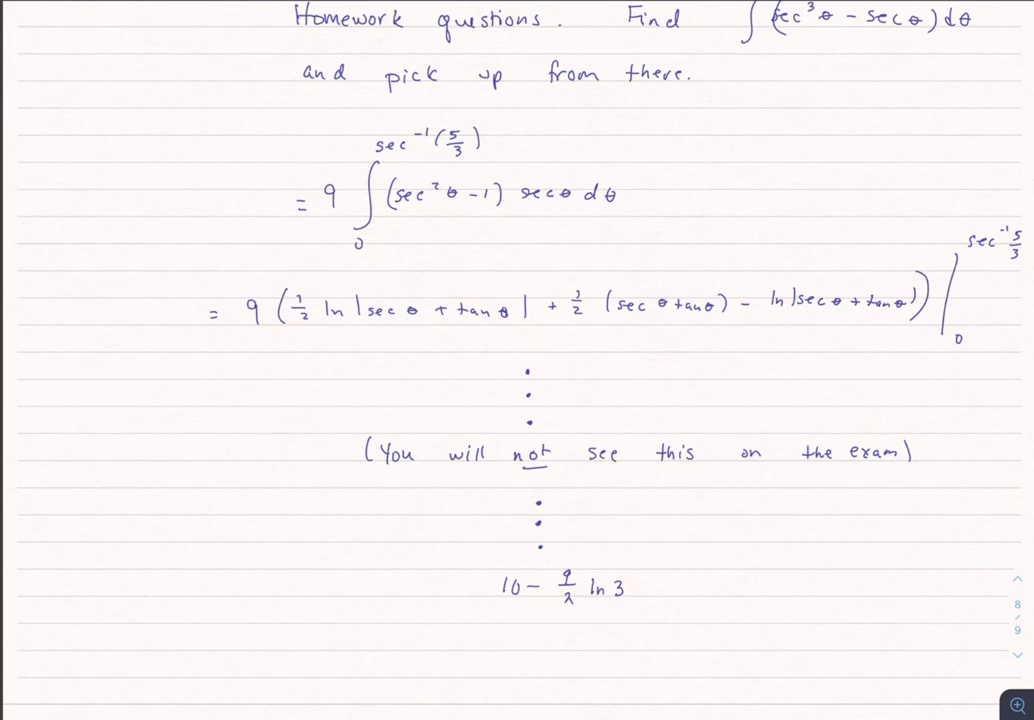 Homework questions. Find ∫(sec³θ - secθ)dθ
and pick up from there.
= 9 ∫₀^{sec⁻¹(5/3)} (sec²θ - 1) secθ dθ
= 9 (1/2 ln|secθ + tanθ| + 1/2 (secθ tanθ) - ln|secθ + tanθ|) |₀^{sec⁻¹ 5/3}
(You will not see this on the exam)
10 - 9/2 ln 3
8
/
9